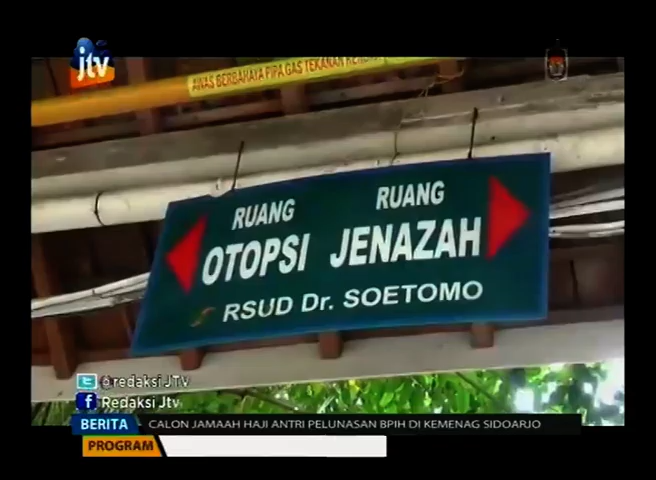 jtv
AWAS BERBAHAYA PIPA GAS TEKANAN
RUANG
OTOPSI
RUANG
JENAZAH
RSUD Dr. SOETOMO
@redaksi JTV
Redaksi Jtv
BERITA
CALON JAMAAH HAJI ANTRI PELUNASAN BPIH DI KEMENAG SIDOARJO
PROGRAM